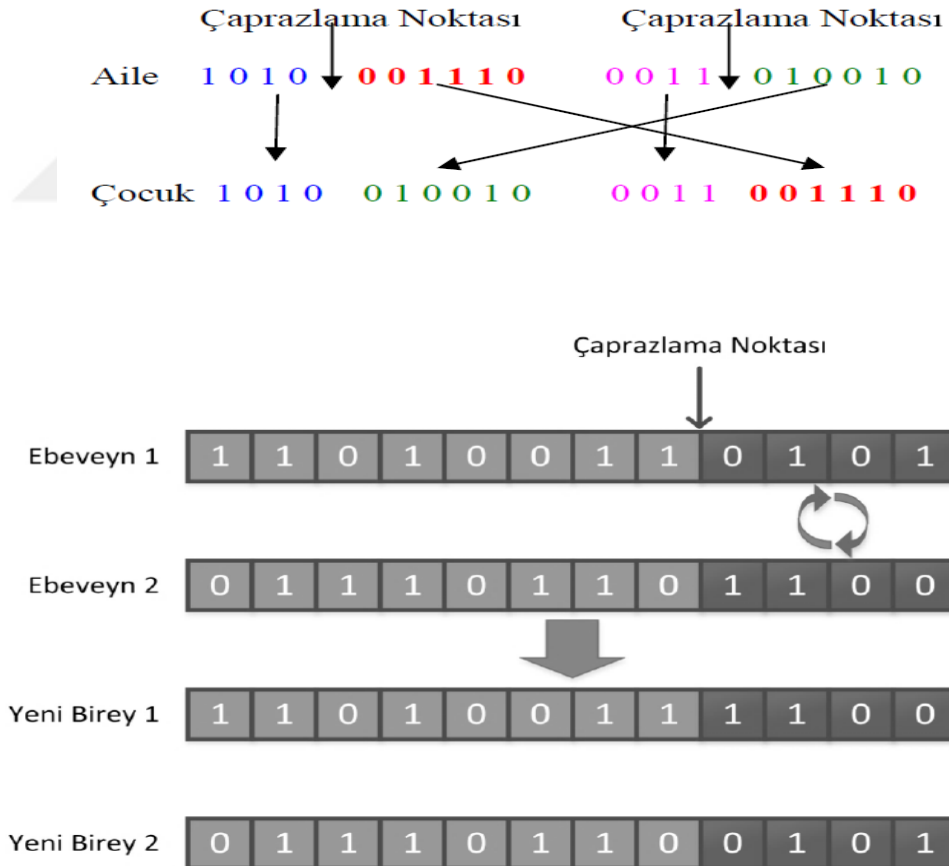 Çaprazlama Noktası Çaprazlama Noktası
Aile 1 0 1 0 0 0 1 1 1 0 0 0 1 1 0 1 0 0 1 0
Çocuk 1 0 1 0 0 1 0 0 1 0 0 0 1 1 0 0 1 1 1 0
Çaprazlama Noktası
Ebeveyn 1 1 1 0 1 0 0 1 1 0 1 0 1
Ebeveyn 2 0 1 1 1 0 1 1 0 1 1 0 0
Yeni Birey 1 1 1 0 1 0 0 1 1 1 1 0 0
Yeni Birey 2 0 1 1 1 0 1 1 0 0 1 0 1